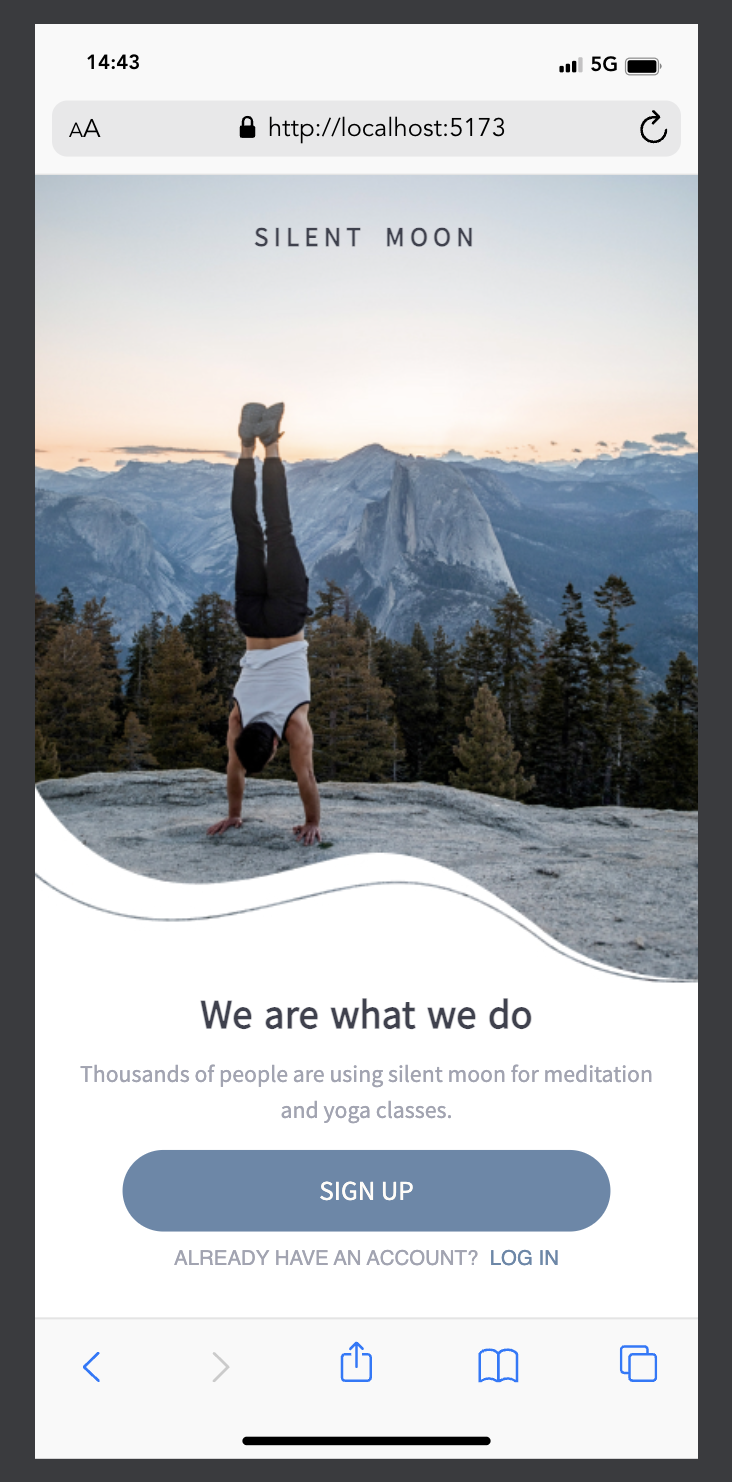 14:43
5G
AA
http://localhost:5173
SILENT MOON
We are what we do
Thousands of people are using silent moon for meditation
and yoga classes.
SIGN UP
ALREADY HAVE AN ACCOUNT? LOG IN